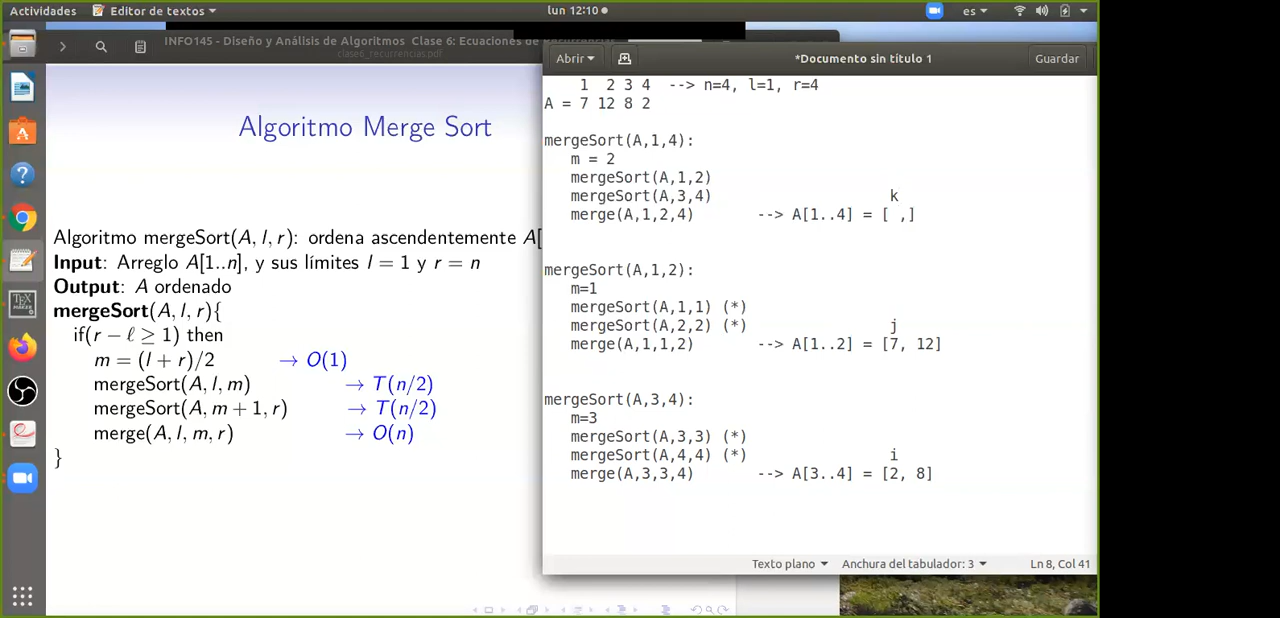 Actividades Editor de textos lun 12:10 es
INFO145 - Diseño y Análisis de Algoritmos Clase 6: Ecuaciones de
clase6_recurrencias.pdf
Algoritmo Merge Sort
Algoritmo mergeSort(A, l, r): ordena ascendentemente A[
Input: Arreglo A[1..n], y sus límites l = 1 y r = n
Output: A ordenado
mergeSort(A, l, r){
if(r − ℓ ≥ 1) then
m = (l + r)/2 → O(1)
mergeSort(A, l, m) → T(n/2)
mergeSort(A, m + 1, r) → T(n/2)
merge(A, l, m, r) → O(n)
}
Abrir *Documento sin título 1 Guardar
1 2 3 4 --> n=4, l=1, r=4
A = 7 12 8 2
mergeSort(A,1,4):
m = 2
mergeSort(A,1,2)
mergeSort(A,3,4) k
merge(A,1,2,4) --> A[1..4] = [ ,]
mergeSort(A,1,2):
m=1
mergeSort(A,1,1) (*)
mergeSort(A,2,2) (*) j
merge(A,1,1,2) --> A[1..2] = [7, 12]
mergeSort(A,3,4):
m=3
mergeSort(A,3,3) (*)
mergeSort(A,4,4) (*) i
merge(A,3,3,4) --> A[3..4] = [2, 8]
Texto plano Anchura del tabulador: 3 Ln 8, Col 41